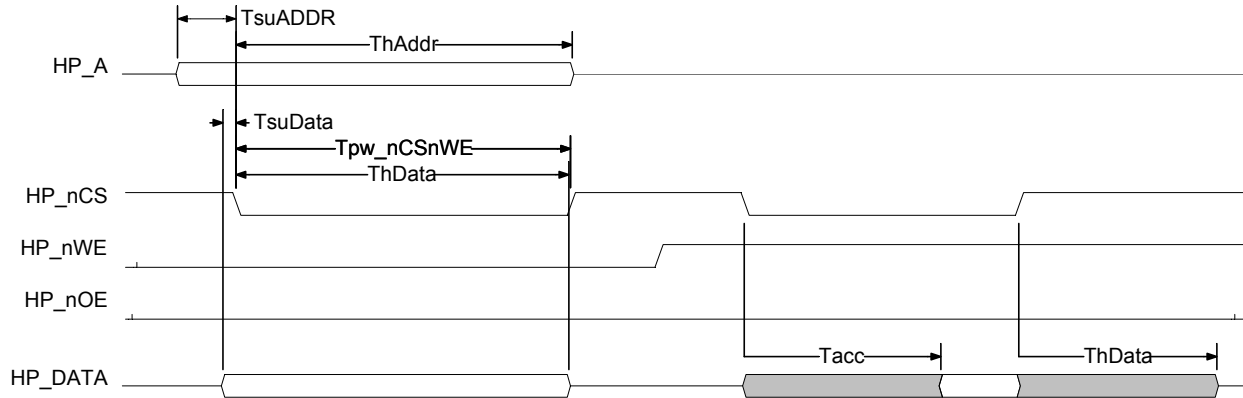 TsuADDR
ThAddr
HP_A
TsuData
Tpw_nCSnWE
ThData
HP_nCS
HP_nWE
HP_nOE
Tacc
ThData
HP_DATA